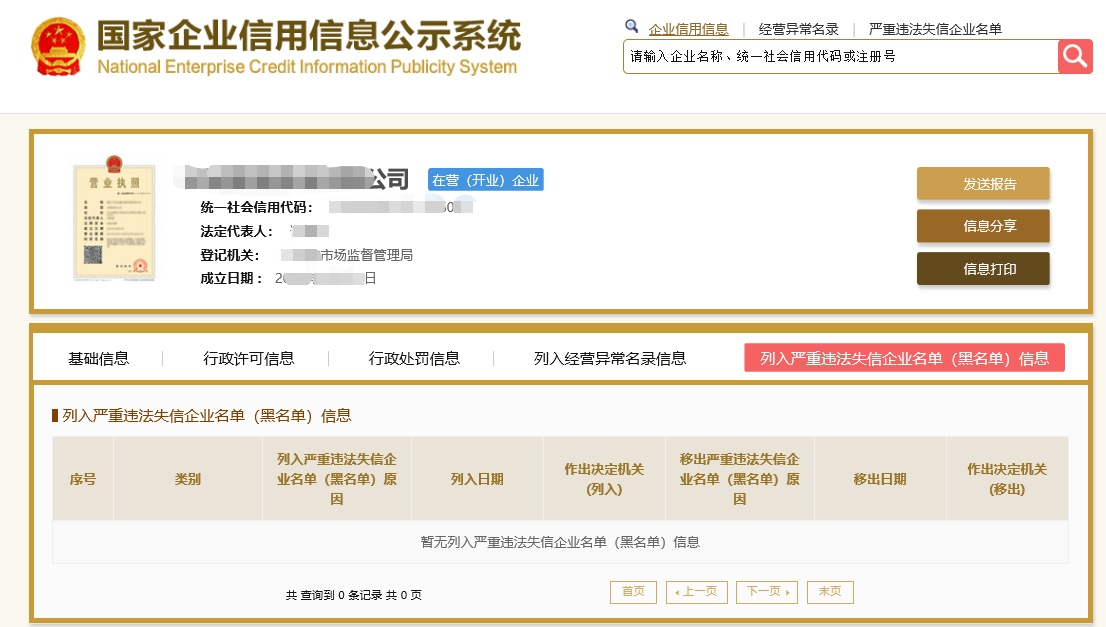 国家企业信用信息公示系统
National Enterprise Credit Information Publicity System
企业信用信息 | 经营异常名录 | 严重违法失信企业名单
请输入企业名称、统一社会信用代码或注册号
营业执照
公司 在营（开业）企业
统一社会信用代码：
法定代表人：
登记机关： 市场监督管理局
成立日期： 日
发送报告
信息分享
信息打印
基础信息 | 行政许可信息 | 行政处罚信息 | 列入经营异常名录信息 列入严重违法失信企业名单（黑名单）信息
列入严重违法失信企业名单（黑名单）信息
序号
类别
列入严重违法失信企
业名单（黑名单）原
因
列入日期
作出决定机关
(列入)
移出严重违法失信企
业名单（黑名单）原
因
移出日期
作出决定机关
(移出)
暂无列入严重违法失信企业名单（黑名单）信息
共 查询到 0 条记录 共 0 页
首页 上一页 下一页 末页